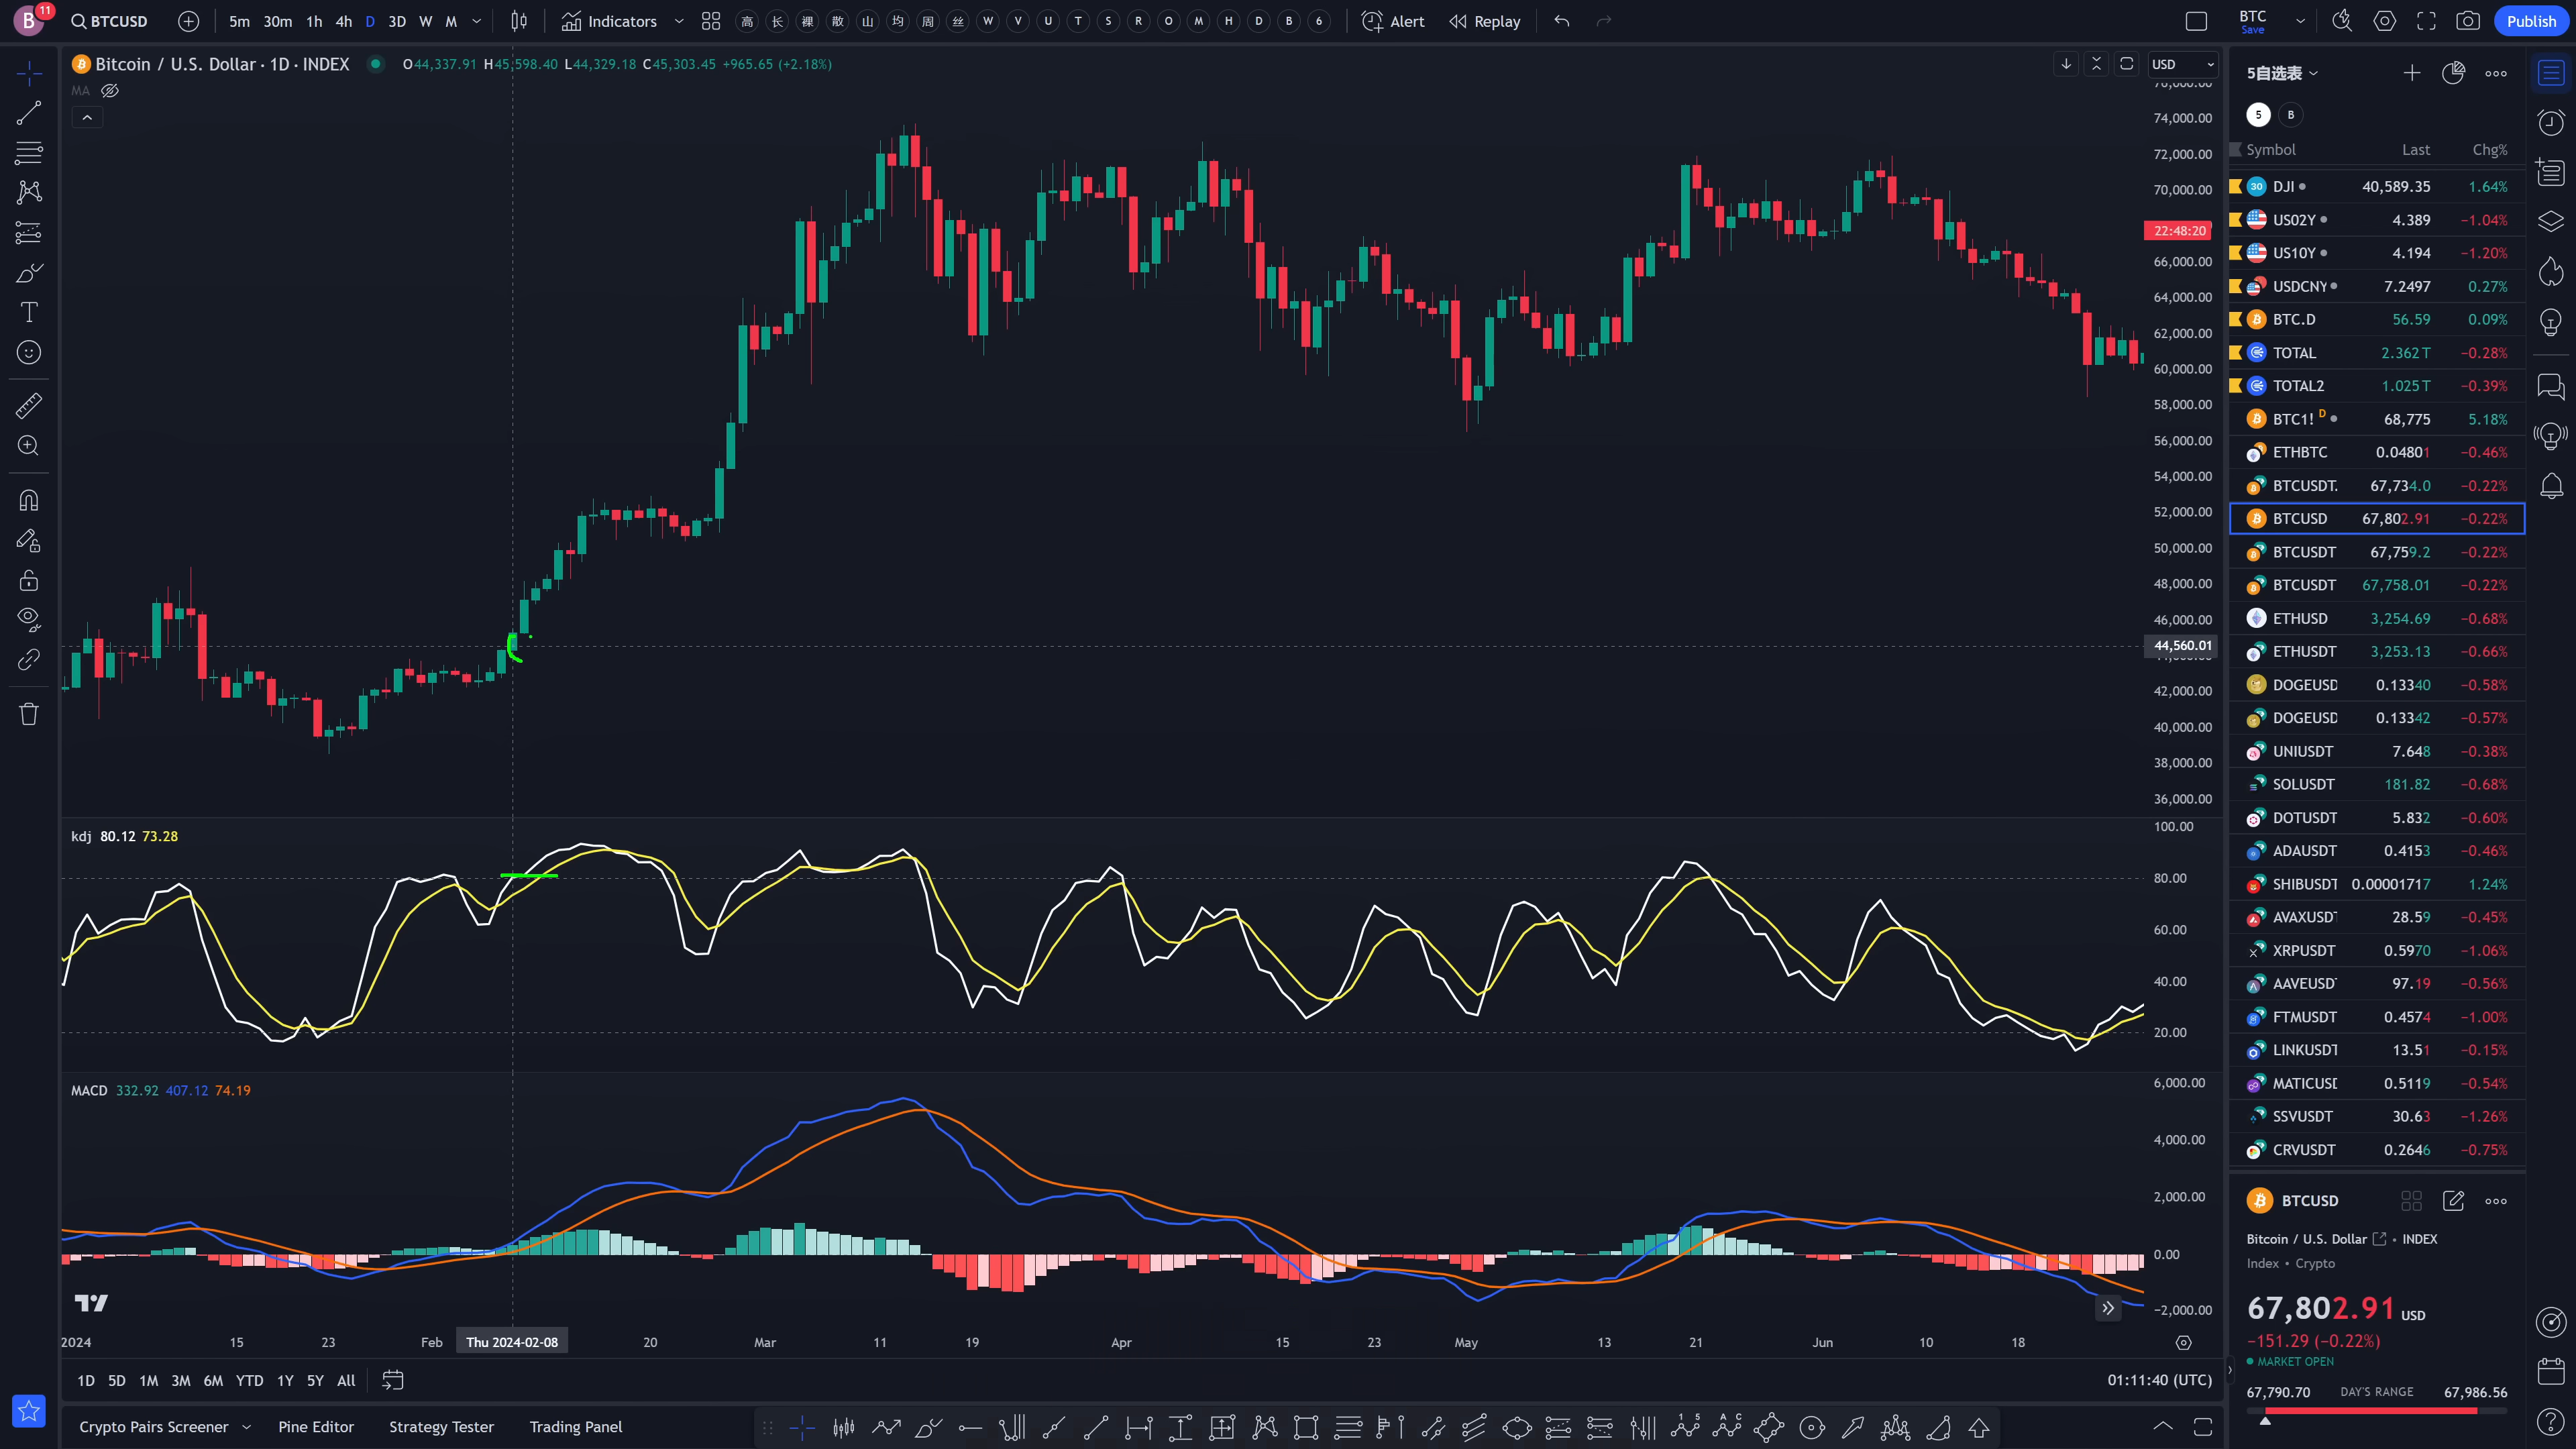 B 11 BTCUSD 5m 30m 1h 4h D 3D W M Indicators 高 长 裸 散 山 均 周 丝 W V U T S R O M H D B 6 Alert Replay BTC Save Publish
Bitcoin / U.S. Dollar · 1D · INDEX O44,337.91 H45,598.40 L44,329.18 C45,303.45 +965.65 (+2.18%) USD
MA
74,000.00
72,000.00
70,000.00
22:48:20
66,000.00
64,000.00
62,000.00
60,000.00
58,000.00
56,000.00
54,000.00
52,000.00
50,000.00
48,000.00
46,000.00
44,560.01
42,000.00
40,000.00
38,000.00
36,000.00
kdj 80.12 73.28
100.00
80.00
60.00
40.00
20.00
MACD 332.92 407.12 74.19
6,000.00
4,000.00
2,000.00
0.00
−2,000.00
2024 15 23 Feb Thu 2024-02-08 20 Mar 11 19 Apr 15 23 May 13 21 Jun 10 18
1D 5D 1M 3M 6M YTD 1Y 5Y All 01:11:40 (UTC)
Crypto Pairs Screener Pine Editor Strategy Tester Trading Panel
5自选表
5 B
Symbol Last Chg%
30 DJI 40,589.35 1.64%
US02Y 4.389 −1.04%
US10Y 4.194 −1.20%
USDCNY 7.2497 0.27%
BTC.D 56.59 0.09%
TOTAL 2.362 T −0.28%
TOTAL2 1.025 T −0.39%
BTC1! D 68,775 5.18%
ETHBTC 0.04801 −0.46%
BTCUSDT. 67,734.0 −0.22%
BTCUSD 67,802.91 −0.22%
BTCUSDT 67,759.2 −0.22%
BTCUSDT 67,758.01 −0.22%
ETHUSD 3,254.69 −0.68%
ETHUSDT 3,253.13 −0.66%
DOGEUSD 0.13340 −0.58%
DOGEUSD 0.13342 −0.57%
UNIUSDT 7.648 −0.38%
SOLUSDT 181.82 −0.68%
DOTUSDT 5.832 −0.60%
ADAUSDT 0.4153 −0.46%
SHIBUSDT 0.00001717 1.24%
AVAXUSDT 28.59 −0.45%
XRPUSDT 0.5970 −1.06%
AAVEUSDT 97.19 −0.56%
FTMUSDT 0.4574 −1.00%
LINKUSDT 13.51 −0.15%
MATICUSD 0.5119 −0.54%
SSVUSDT 30.63 −1.26%
CRVUSDT 0.2646 −0.75%
BTCUSD
Bitcoin / U.S. Dollar • INDEX
Index • Crypto
67,802.91 USD
−151.29 (−0.22%)
MARKET OPEN
67,790.70 DAY'S RANGE 67,986.56